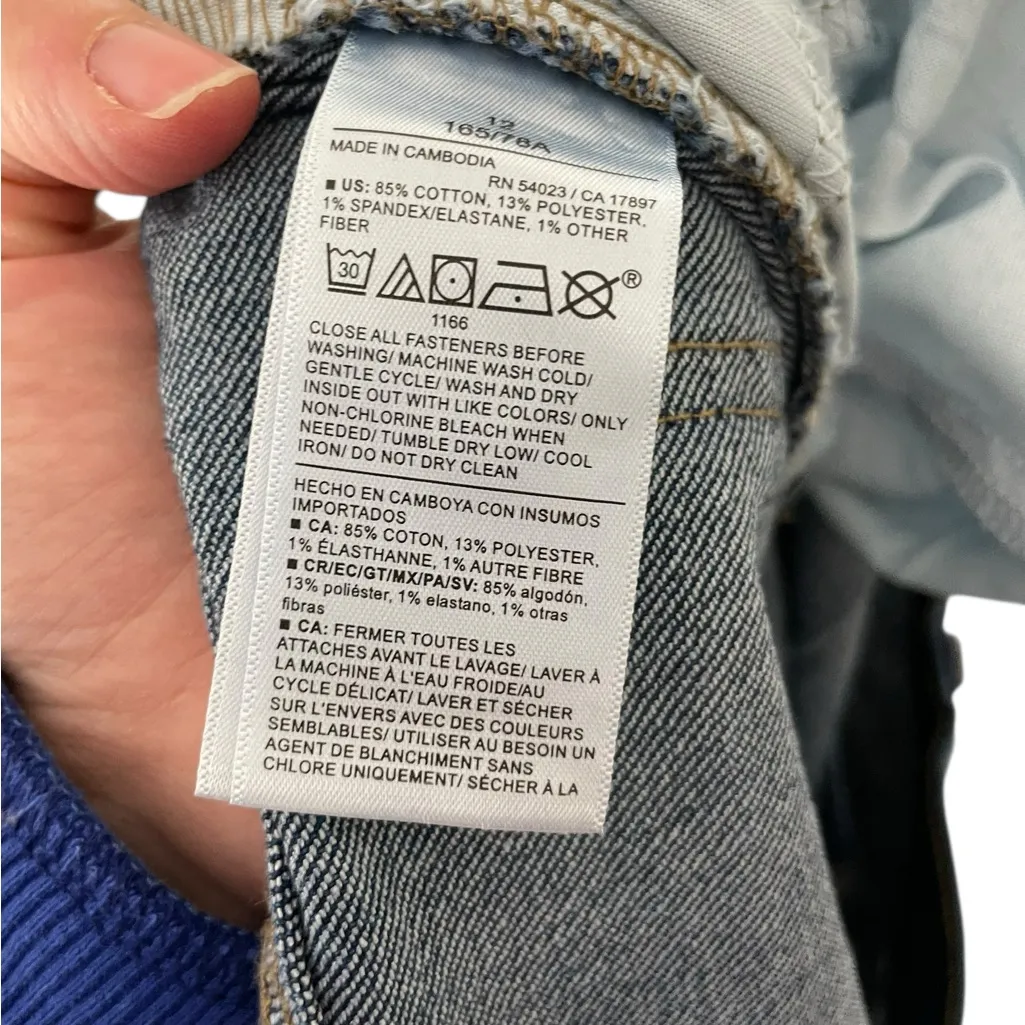 12
165/78A
MADE IN CAMBODIA
RN 54023 / CA 17897
■ US: 85% COTTON, 13% POLYESTER,
1% SPANDEX/ELASTANE, 1% OTHER
FIBER
30
®
1166
CLOSE ALL FASTENERS BEFORE
WASHING/ MACHINE WASH COLD/
GENTLE CYCLE/ WASH AND DRY
INSIDE OUT WITH LIKE COLORS/ ONLY
NON-CHLORINE BLEACH WHEN
NEEDED/ TUMBLE DRY LOW/ COOL
IRON/ DO NOT DRY CLEAN
HECHO EN CAMBOYA CON INSUMOS
IMPORTADOS
■ CA: 85% COTON, 13% POLYESTER,
1% ÉLASTHANNE, 1% AUTRE FIBRE
■ CR/EC/GT/MX/PA/SV: 85% algodón,
13% poliéster, 1% elastano, 1% otras
fibras
■ CA: FERMER TOUTES LES
ATTACHES AVANT LE LAVAGE/ LAVER À
LA MACHINE À L'EAU FROIDE/AU
CYCLE DÉLICAT/ LAVER ET SÉCHER
SUR L'ENVERS AVEC DES COULEURS
SEMBLABLES/ UTILISER AU BESOIN UN
AGENT DE BLANCHIMENT SANS
CHLORE UNIQUEMENT/ SÉCHER À LA